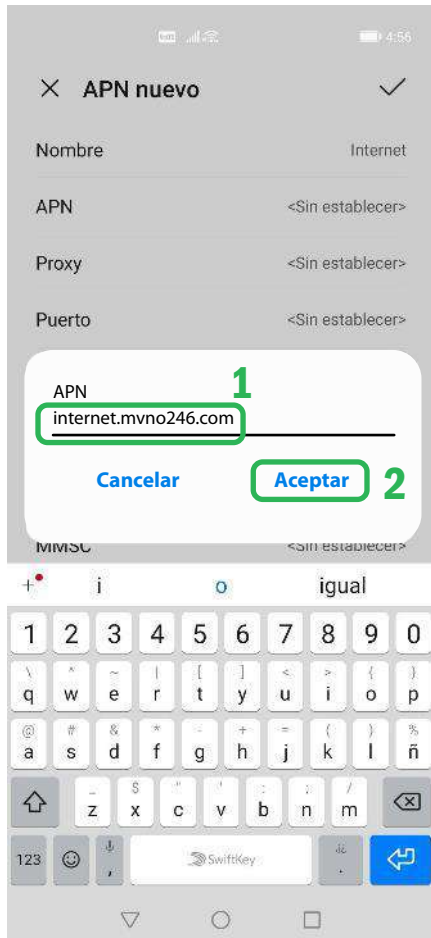 4:56
APN nuevo
Nombre Internet
APN <Sin establecer>
Proxy <Sin establecer>
Puerto <Sin establecer>
1
APN
internet.mvno246.com
Cancelar Aceptar 2
MMSC <Sin establecer>
i o igual
1 2 3 4 5 6 7 8 9 0
\ ^ ~ | [ ] < > { }
q w e r t y u i o p
@ # & * - + = ( ) %
a s d f g h j k l ñ
_ $ " ' : ; /
z x c v b n m
123 , SwiftKey .